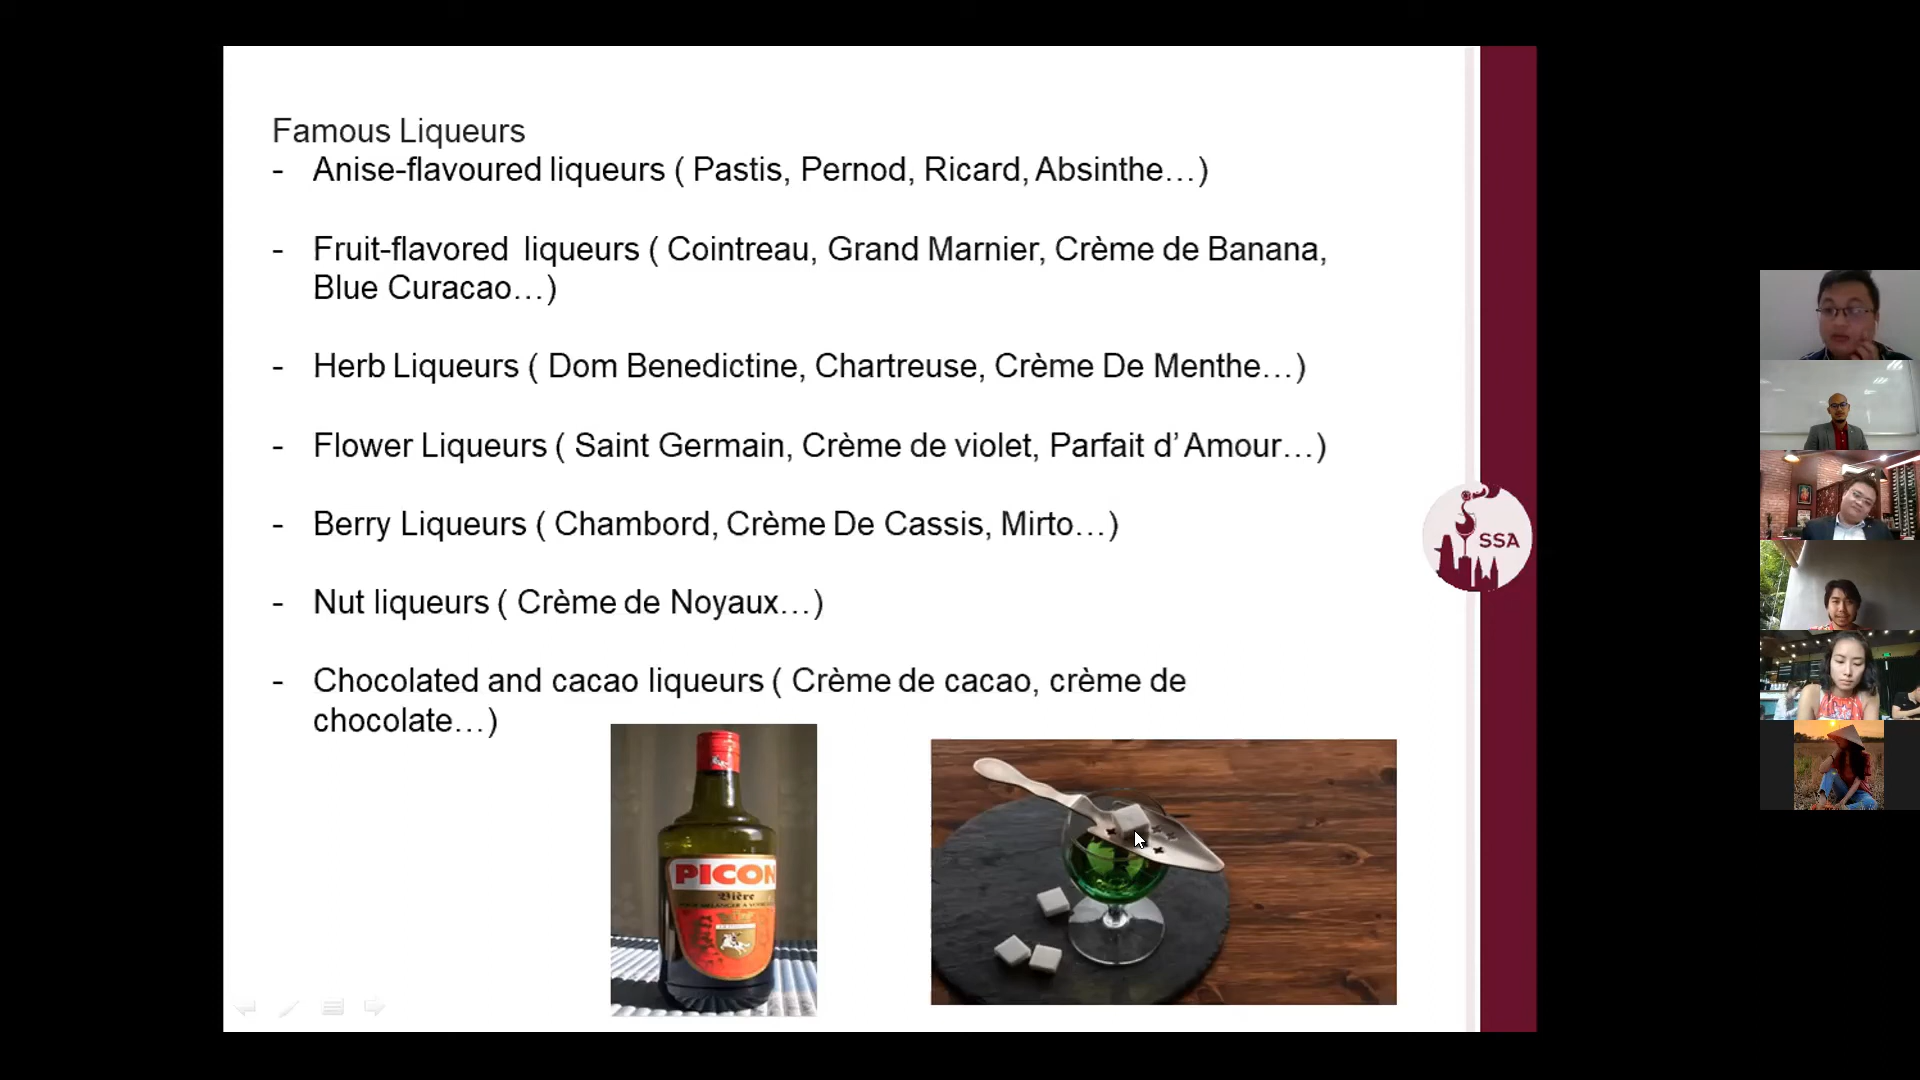 Famous Liqueurs
- Anise-flavoured liqueurs ( Pastis, Pernod, Ricard, Absinthe…)
- Fruit-flavored liqueurs ( Cointreau, Grand Marnier, Crème de Banana,
Blue Curacao…)
- Herb Liqueurs ( Dom Benedictine, Chartreuse, Crème De Menthe…)
- Flower Liqueurs ( Saint Germain, Crème de violet, Parfait d’ Amour…)
- Berry Liqueurs ( Chambord, Crème De Cassis, Mirto…)
- Nut liqueurs ( Crème de Noyaux…)
- Chocolated and cacao liqueurs ( Crème de cacao, crème de
chocolate…)
SSA
PICON
Bière